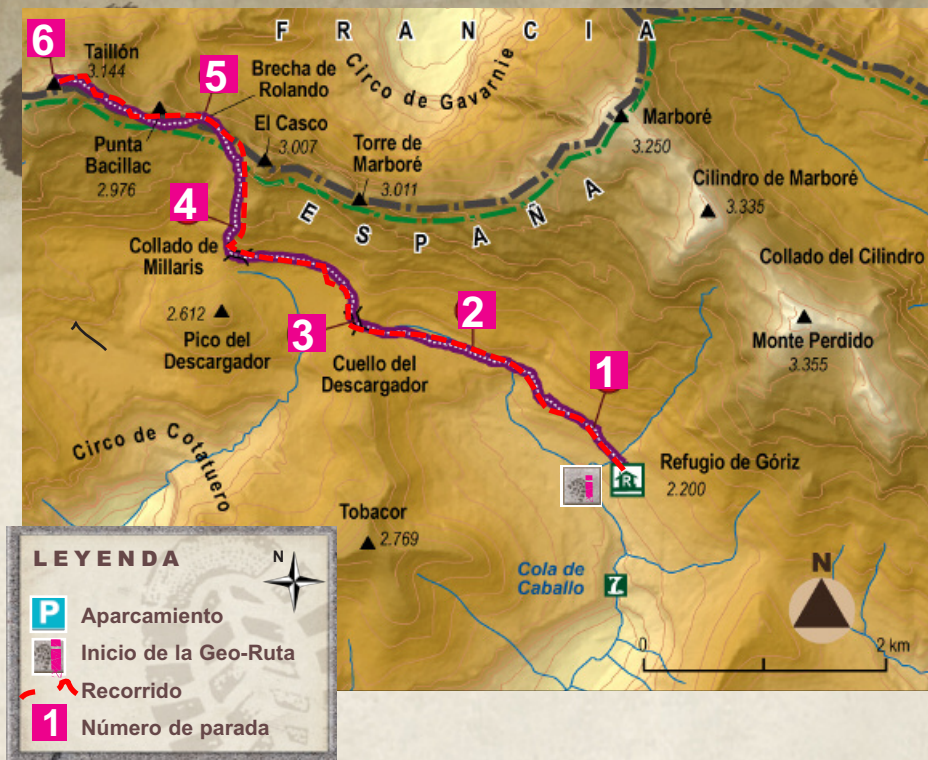 F R A N C I A
6
Taillón
3.144
5
Brecha de
Rolando
Circo de Gavarnie
Punta
Bacillac
2.976
El Casco
3.007
Torre de
Marboré
3.011
Marboré
3.250
Cilindro de Marboré
3.335
4
E S P A Ñ A
Collado de
Millaris
Collado del Cilindro
2.612
Pico del
Descargador
3
2
Cuello del
Descargador
Monte Perdido
3.355
1
Circo de Cotatuero
R
Refugio de Góriz
2.200
i
Tobacor
2.769
Cola de
Caballo
N
0 2 km
LEYENDA
N
P Aparcamiento
i Inicio de la Geo-Ruta
Recorrido
1 Número de parada